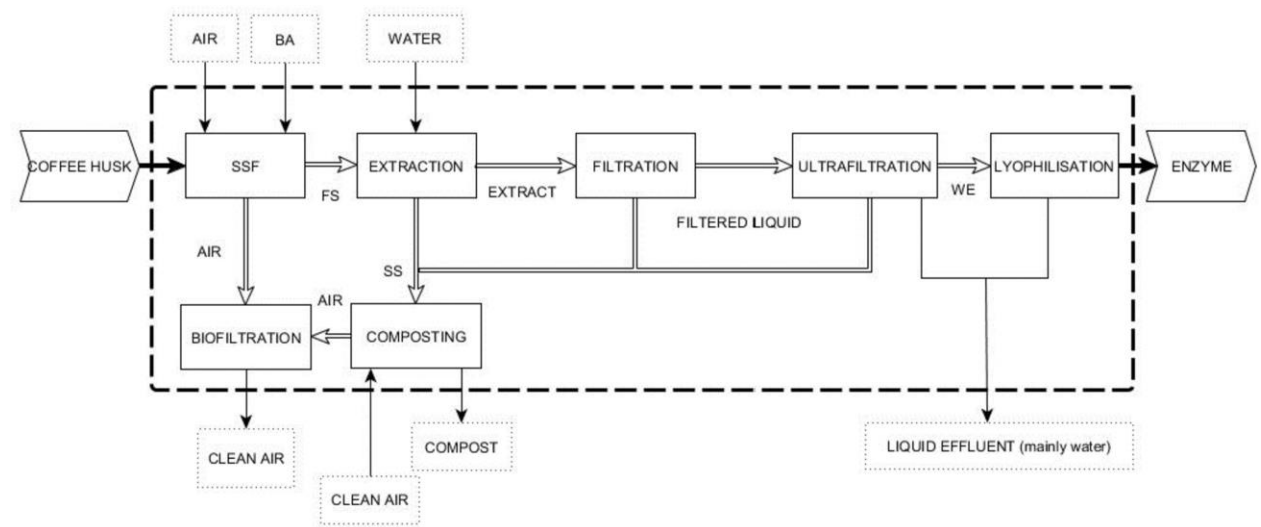 AIR
BA
WATER
COFFEE HUSK
SSF
EXTRACTION
FILTRATION
ULTRAFILTRATION
LYOPHILISATION
ENZYME
FS
EXTRACT
WE
FILTERED LIQUID
AIR
SS
AIR
BIOFILTRATION
COMPOSTING
CLEAN AIR
COMPOST
LIQUID EFFLUENT (mainly water)
CLEAN AIR